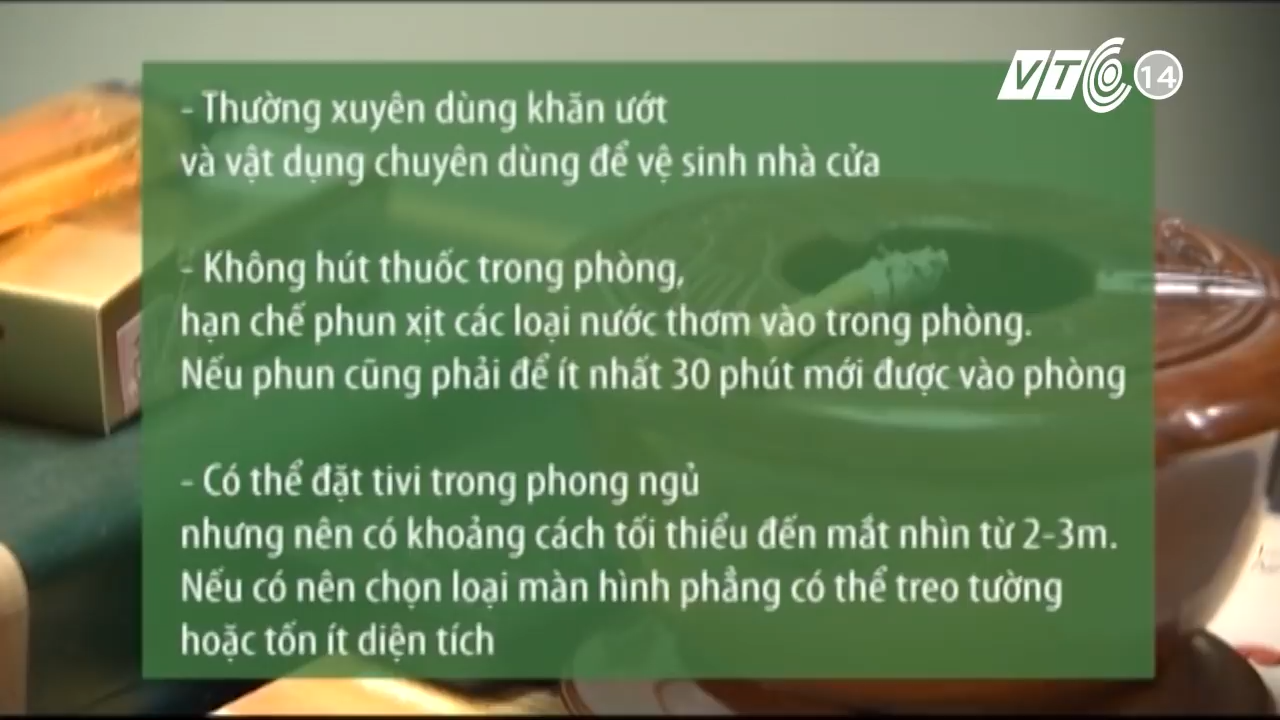 VTC 14
- Thường xuyên dùng khăn ướt
và vật dụng chuyên dùng để vệ sinh nhà cửa
- Không hút thuốc trong phòng,
hạn chế phun xịt các loại nước thơm vào trong phòng.
Nếu phun cũng phải để ít nhất 30 phút mới được vào phòng
- Có thể đặt tivi trong phong ngủ
nhưng nên có khoảng cách tối thiểu đến mắt nhìn từ 2-3m.
Nếu có nên chọn loại màn hình phẳng có thể treo tường
hoặc tốn ít diện tích